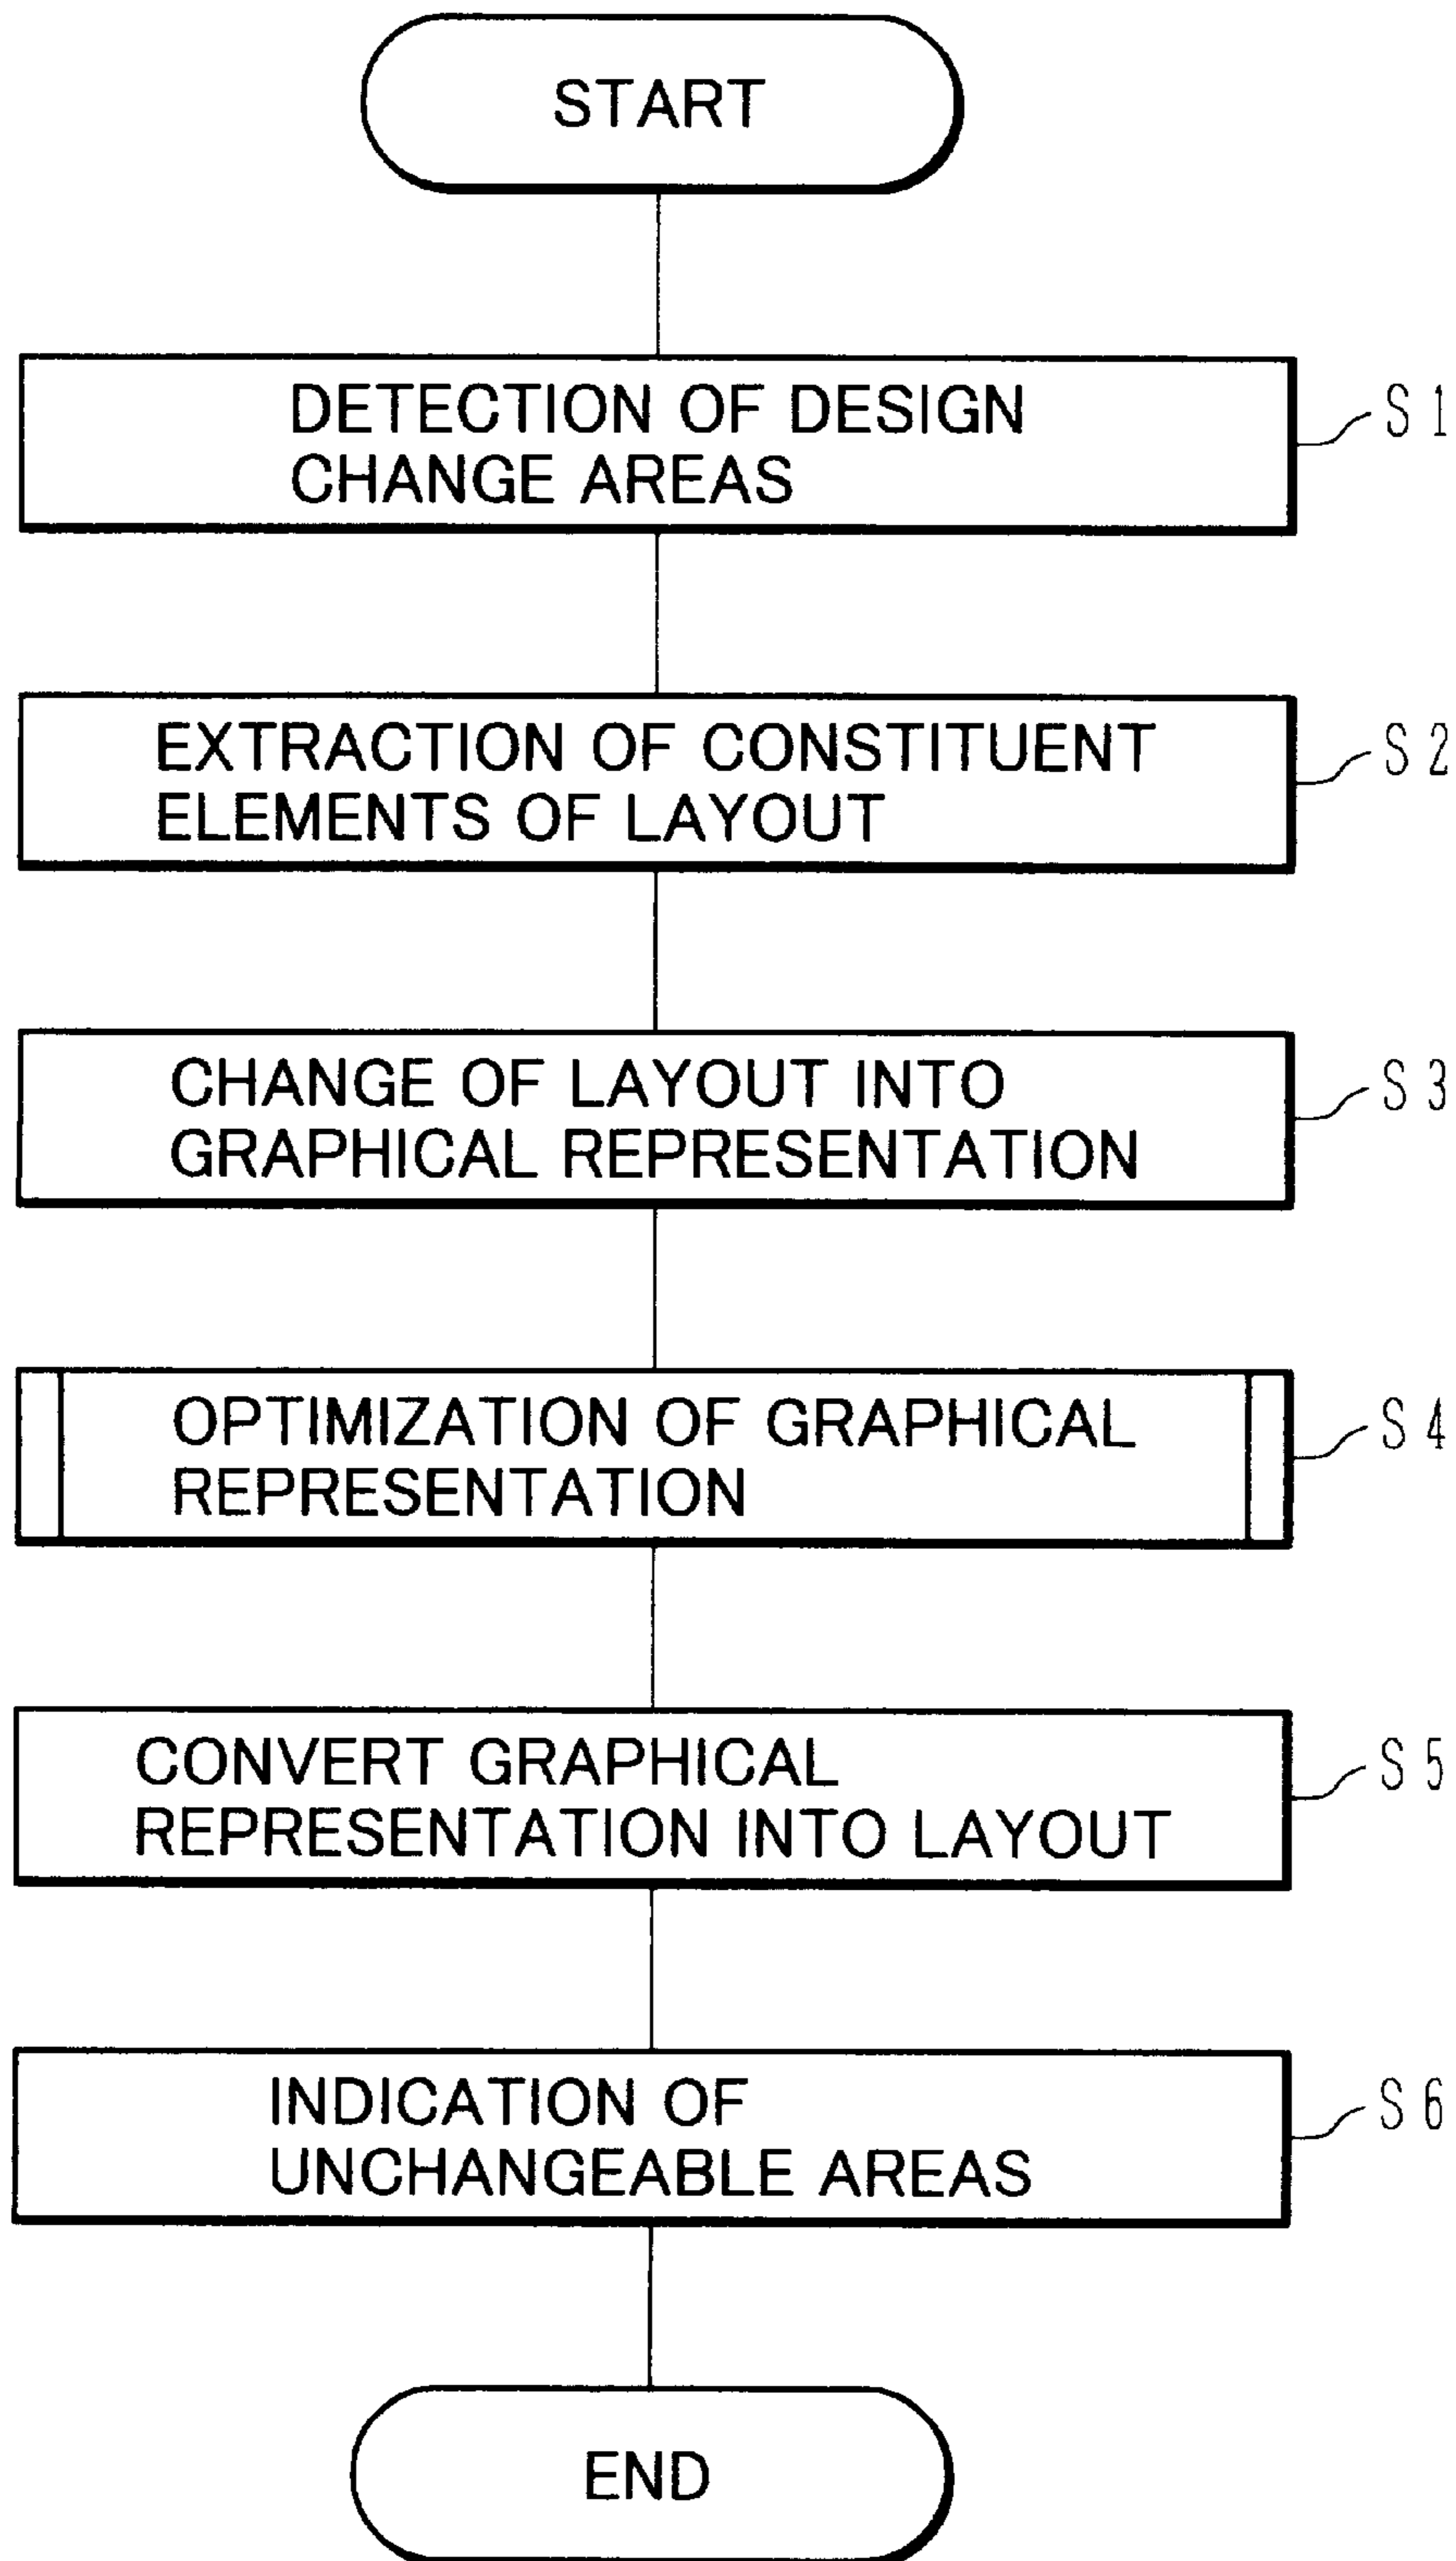 START
DETECTION OF DESIGN
CHANGE AREAS
S1
EXTRACTION OF CONSTITUENT
ELEMENTS OF LAYOUT
S2
CHANGE OF LAYOUT INTO
GRAPHICAL REPRESENTATION
S3
OPTIMIZATION OF GRAPHICAL
REPRESENTATION
S4
CONVERT GRAPHICAL
REPRESENTATION INTO LAYOUT
S5
INDICATION OF
UNCHANGEABLE AREAS
S6
END